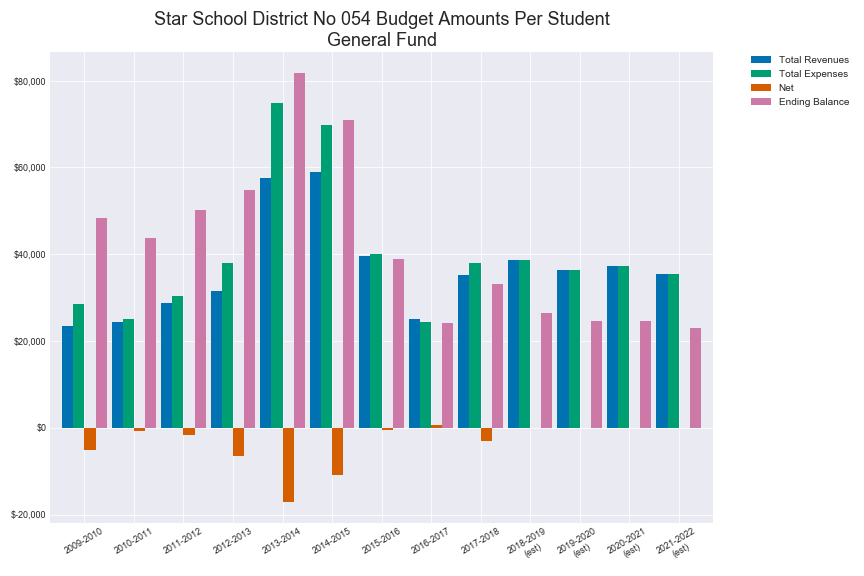 Star School District No 054 Budget Amounts Per Student
General Fund
Total Revenues
Total Expenses
Net
Ending Balance
$80,000
$60,000
$40,000
$20,000
$0
$-20,000
2009-2010
2010-2011
2011-2012
2012-2013
2013-2014
2014-2015
2015-2016
2016-2017
2017-2018
2018-2019
(est)
2019-2020
(est)
2020-2021
(est)
2021-2022
(est)